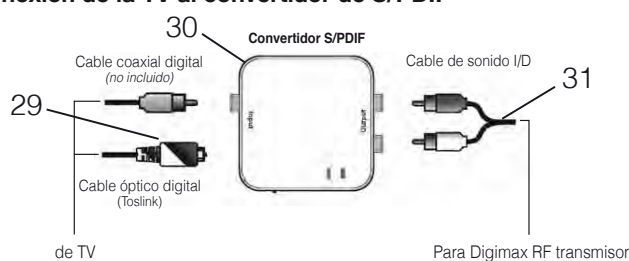 nexión de la TV al convertidor de S/PDIF
30
Convertidor S/PDIF
Cable coaxial digital
(no incluido)
Cable de sonido I/D
29
31
Input
Output
Cable óptico digital
(Toslink)
de TV
Para Digimax RF transmisor